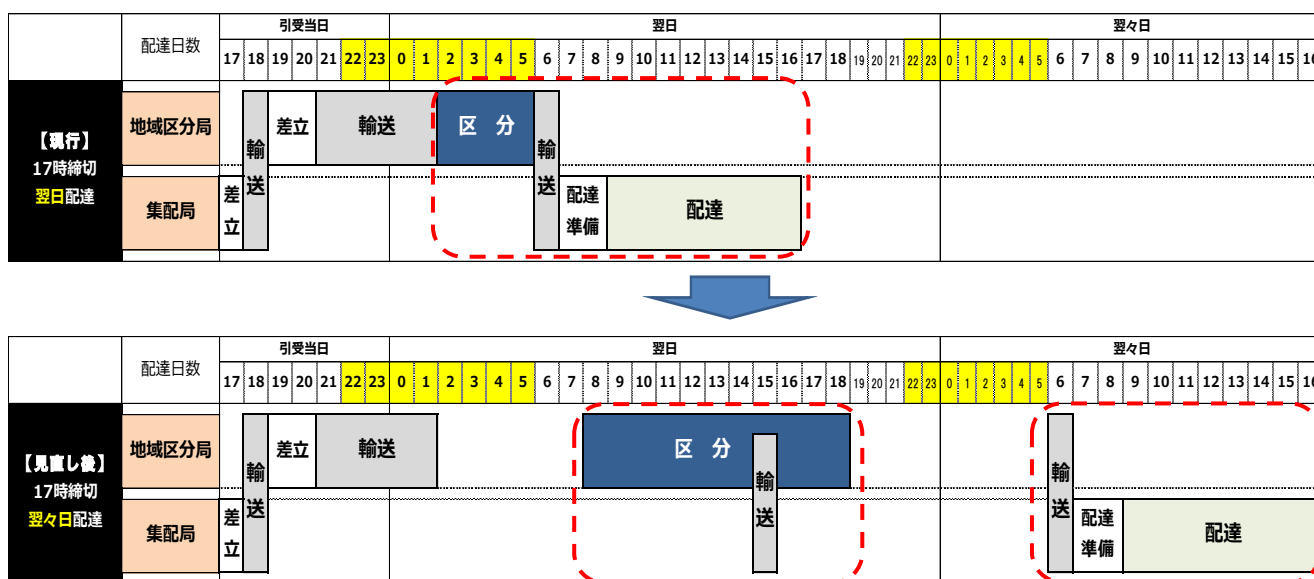 配達日数
引受当日
翌日
翌々日
17 18 19 20 21 22 23 0 1 2 3 4 5 6 7 8 9 10 11 12 13 14 15 16 17 18 19 20 21 22 23 0 1 2 3 4 5 6 7 8 9 10 11 12 13 14 15 16
【現行】
17時締切
翌日配達
地域区分局
集配局
差立
輸送
差立
輸送
区 分
輸送
配達
準備
配達
配達日数
引受当日
翌日
翌々日
17 18 19 20 21 22 23 0 1 2 3 4 5 6 7 8 9 10 11 12 13 14 15 16 17 18 19 20 21 22 23 0 1 2 3 4 5 6 7 8 9 10 11 12 13 14 15 16
【見直し後】
17時締切
翌々日配達
地域区分局
集配局
差立
輸送
差立
輸送
区 分
輸送
輸送
配達
準備
配達